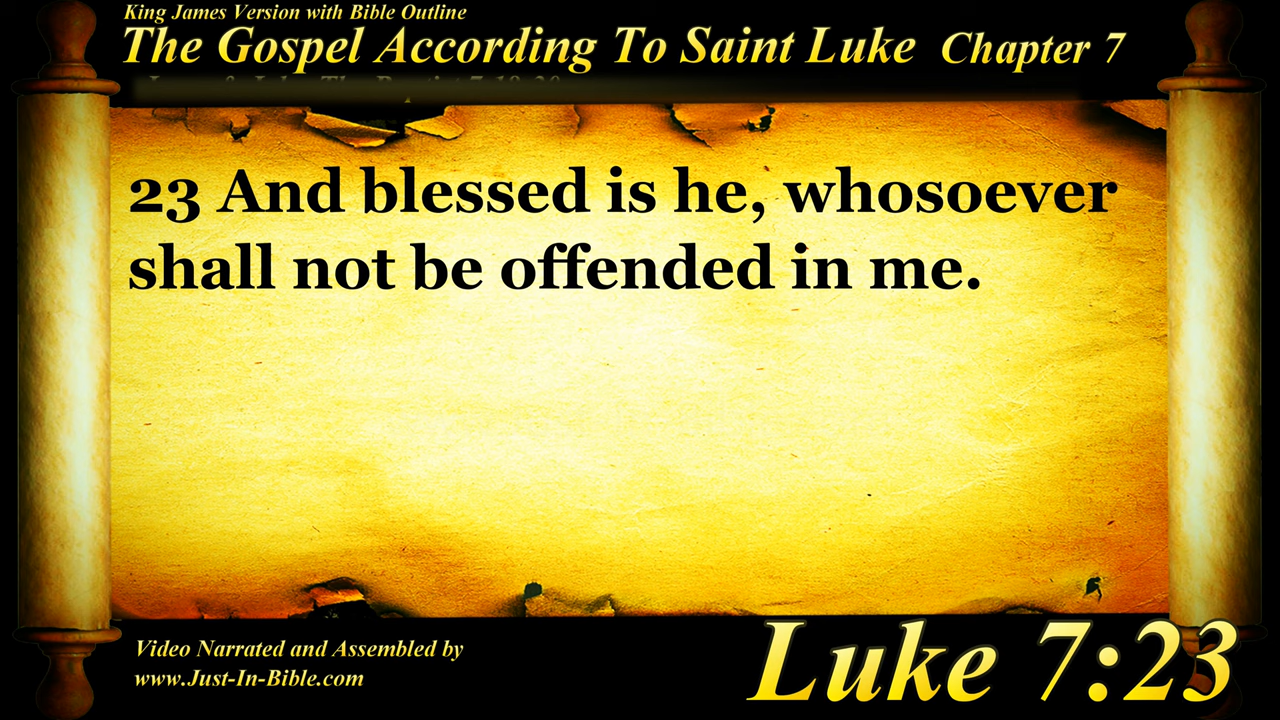 King James Version with Bible Outline
The Gospel According To Saint Luke Chapter 7
23 And blessed is he, whosoever
shall not be offended in me.
Video Narrated and Assembled by
www.Just-In-Bible.com
Luke 7:23